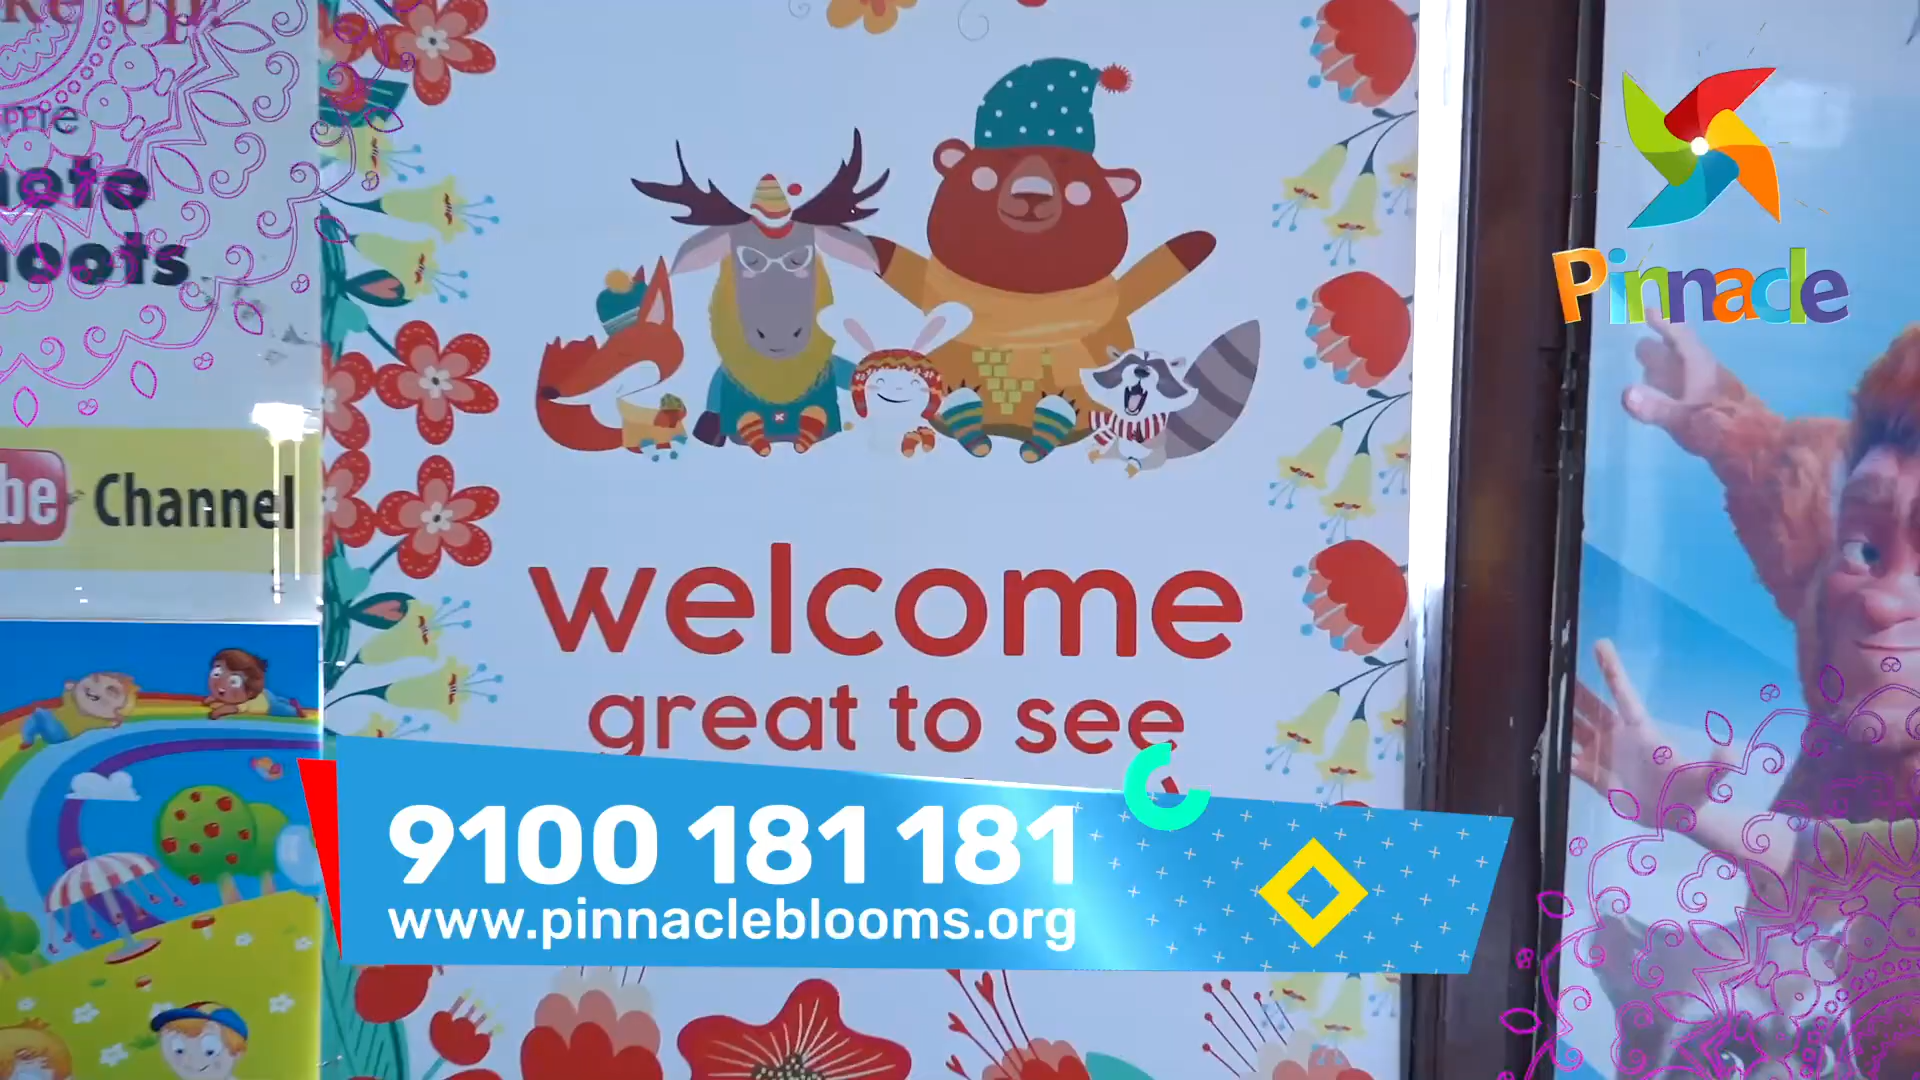 Channel
welcome
great to see
Pinnacle
9100 181 181
www.pinnacleblooms.org